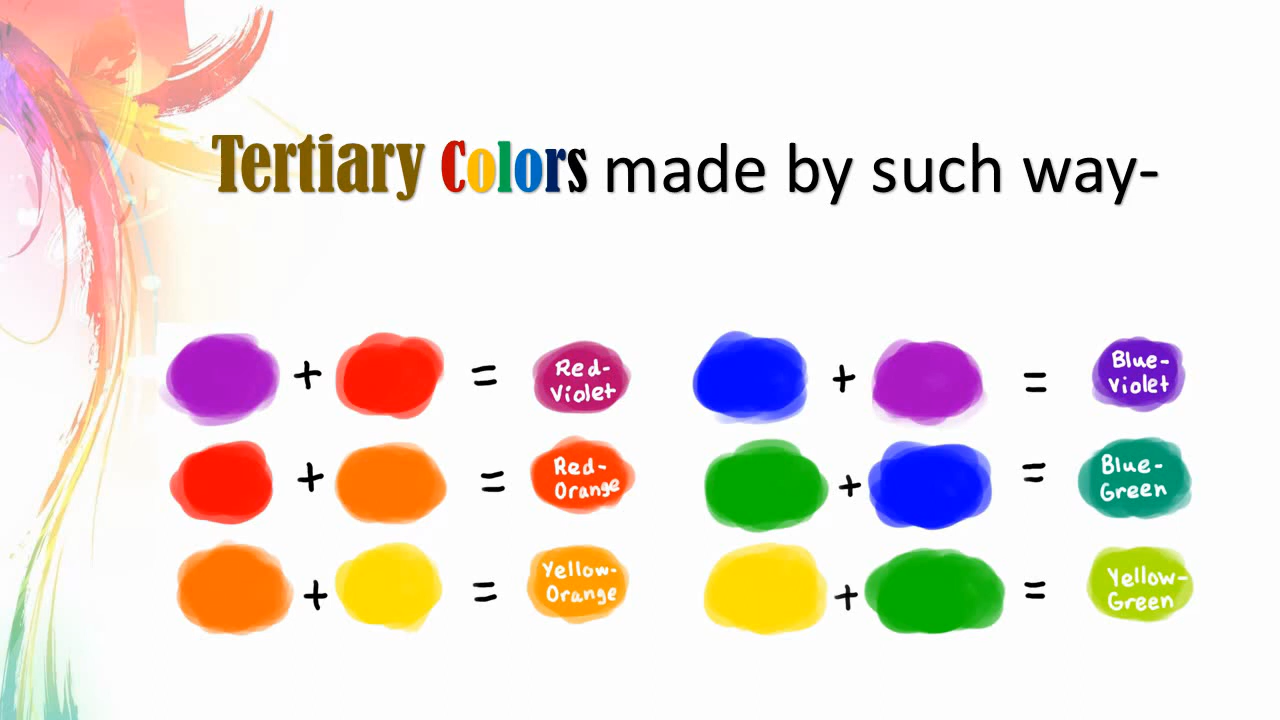 Tertiary Colors made by such way-
+ = Red-
Violet
+ = Blue-
Violet
+ = Red-
Orange
+ = Blue-
Green
+ = Yellow-
Orange
+ = Yellow-
Green